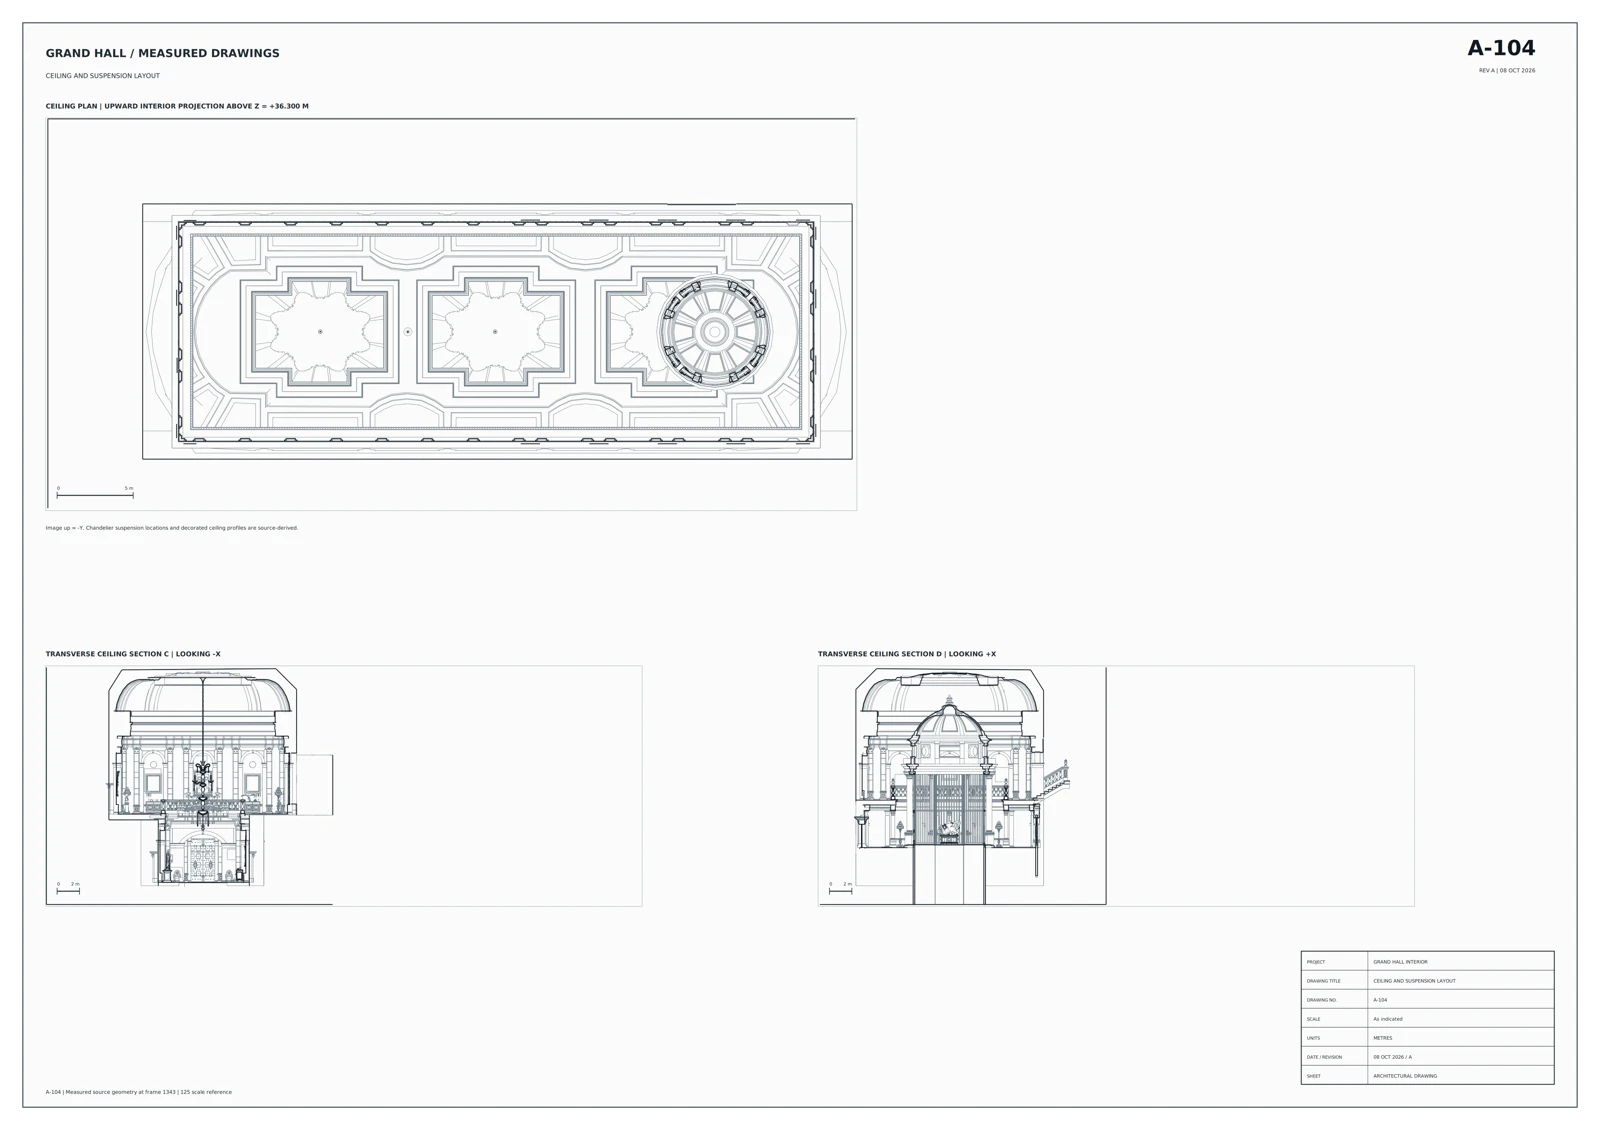 GRAND HALL / MEASURED DRAWINGS
A-104
CEILING AND SUSPENSION LAYOUT
REV A | 08 OCT 2026
CEILING PLAN | UPWARD INTERIOR PROJECTION ABOVE Z = +36.300 M
0 5 m
Image up = -Y. Chandelier suspension locations and decorated ceiling profiles are source-derived.
TRANSVERSE CEILING SECTION C | LOOKING -X
TRANSVERSE CEILING SECTION D | LOOKING +X
0 2 m
0 2 m
PROJECT GRAND HALL INTERIOR
DRAWING TITLE CEILING AND SUSPENSION LAYOUT
DRAWING NO. A-104
SCALE As indicated
UNITS METRES
DATE / REVISION 08 OCT 2026 / A
SHEET ARCHITECTURAL DRAWING
A-104 | Measured source geometry at frame 1343 | 125 scale reference